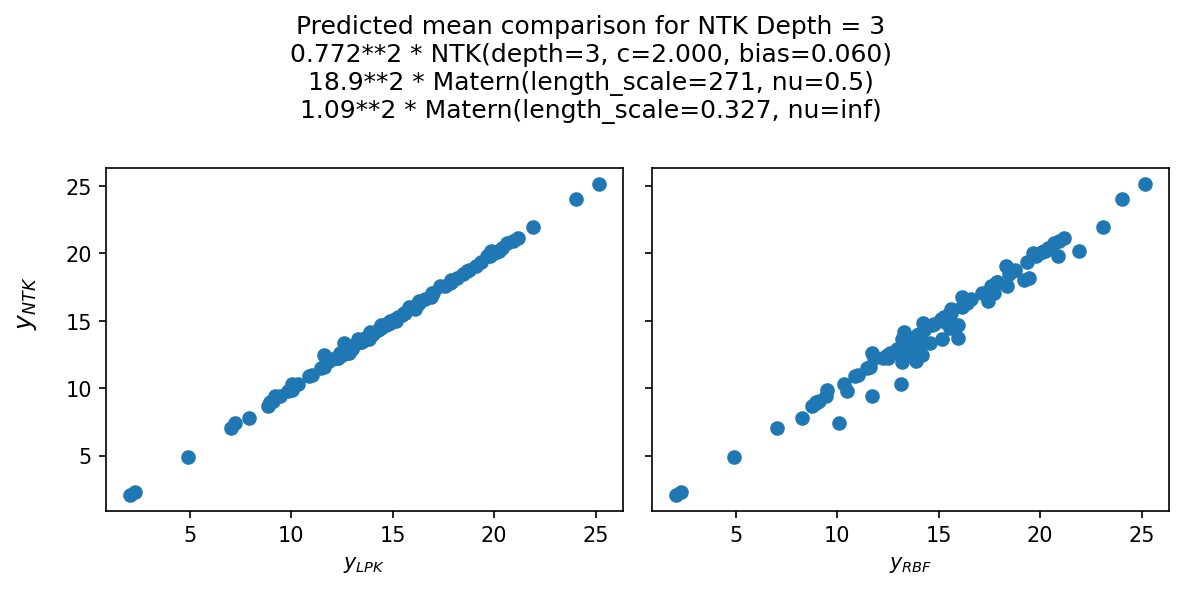 Predicted mean comparison for NTK Depth = 3
0.772**2 * NTK(depth=3, c=2.000, bias=0.060)
18.9**2 * Matern(length_scale=271, nu=0.5)
1.09**2 * Matern(length_scale=0.327, nu=inf)
y_NTK
25
20
15
10
5
5 10 15 20 25
y_LPK
5 10 15 20 25
y_RBF